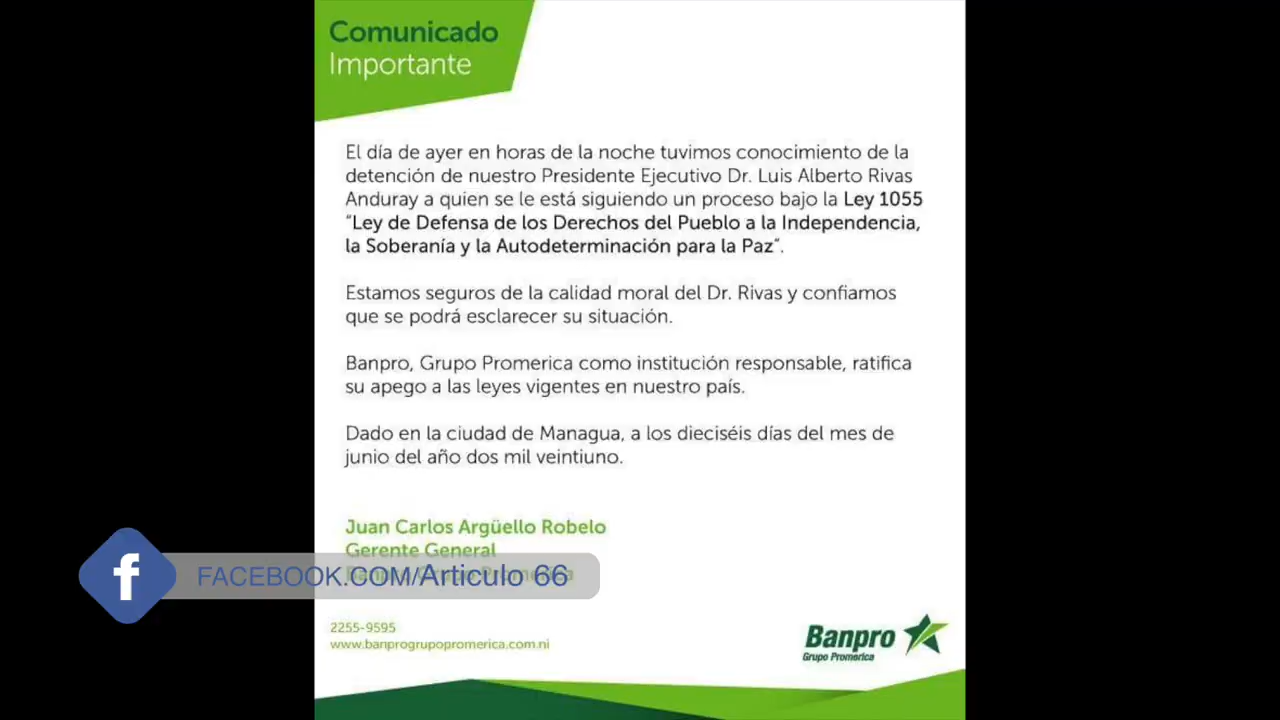 Comunicado
Importante
El día de ayer en horas de la noche tuvimos conocimiento de la
detención de nuestro Presidente Ejecutivo Dr. Luis Alberto Rivas
Anduray a quien se le está siguiendo un proceso bajo la Ley 1055
“Ley de Defensa de los Derechos del Pueblo a la Independencia,
la Soberanía y la Autodeterminación para la Paz“.
Estamos seguros de la calidad moral del Dr. Rivas y confiamos
que se podrá esclarecer su situación.
Banpro, Grupo Promerica como institución responsable, ratifica
su apego a las leyes vigentes en nuestro país.
Dado en la ciudad de Managua, a los dieciséis días del mes de
junio del año dos mil veintiuno.
Juan Carlos Argüello Robelo
Gerente General
Banpro Grupo Promerica
f FACEBOOK.COM/Articulo 66
2255-9595
www.banprogrupopromerica.com.ni
Banpro
Grupo Promerica